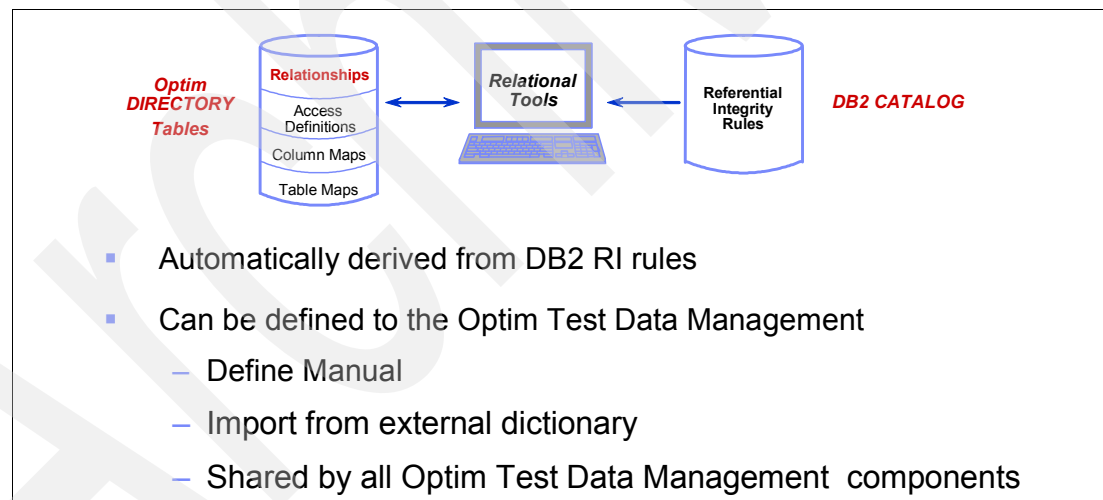 Optim
DIRECTORY
Tables
Relationships
Access
Definitions
Column Maps
Table Maps
Relational
Tools
Referential
Integrity
Rules
DB2 CATALOG
Automatically derived from DB2 RI rules
Can be defined to the Optim Test Data Management
– Define Manual
– Import from external dictionary
– Shared by all Optim Test Data Management components